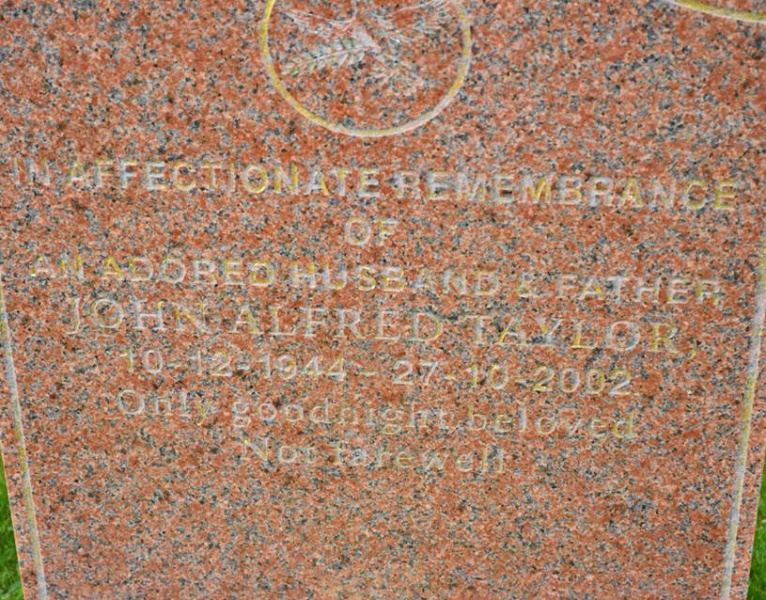 IN AFFECTIONATE REMEMBRANCE
OF
AN ADORED HUSBAND & FATHER
JOHN ALFRED TAYLOR,
10-12-1944 - 27-10-2002.
Only goodnight beloved
Not farewell